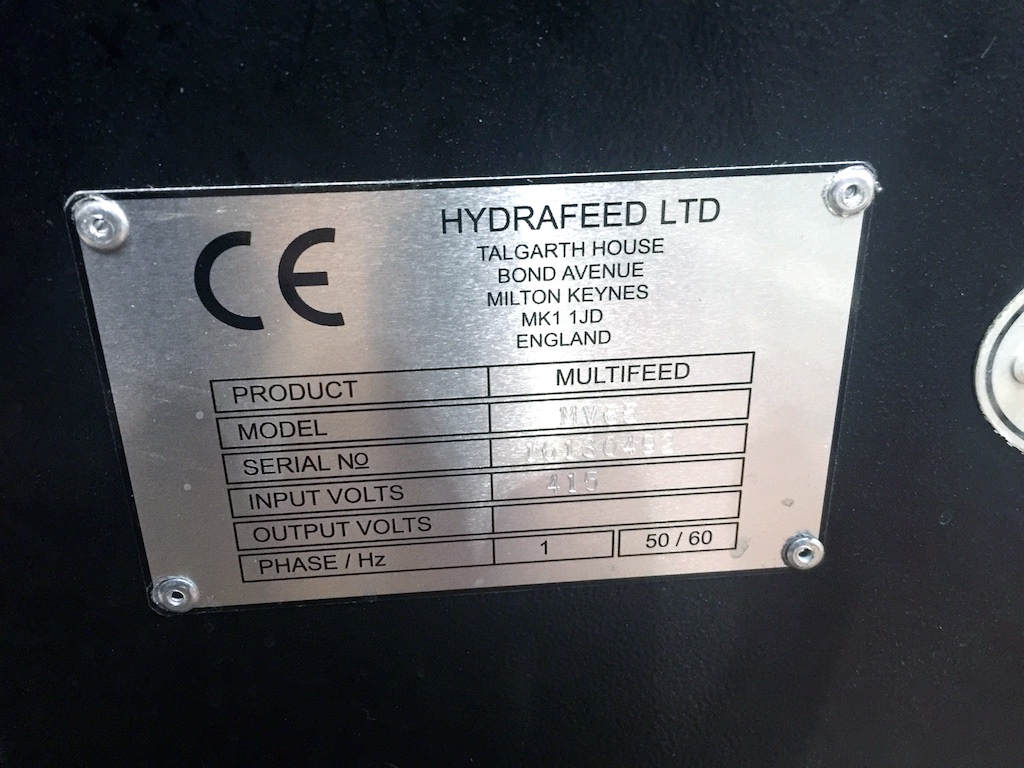 CE
HYDRAFEED LTD
TALGARTH HOUSE
BOND AVENUE
MILTON KEYNES
MK1 1JD
ENGLAND
PRODUCT MULTIFEED
MODEL
SERIAL No
INPUT VOLTS 415
OUTPUT VOLTS
PHASE / Hz 1 50 / 60